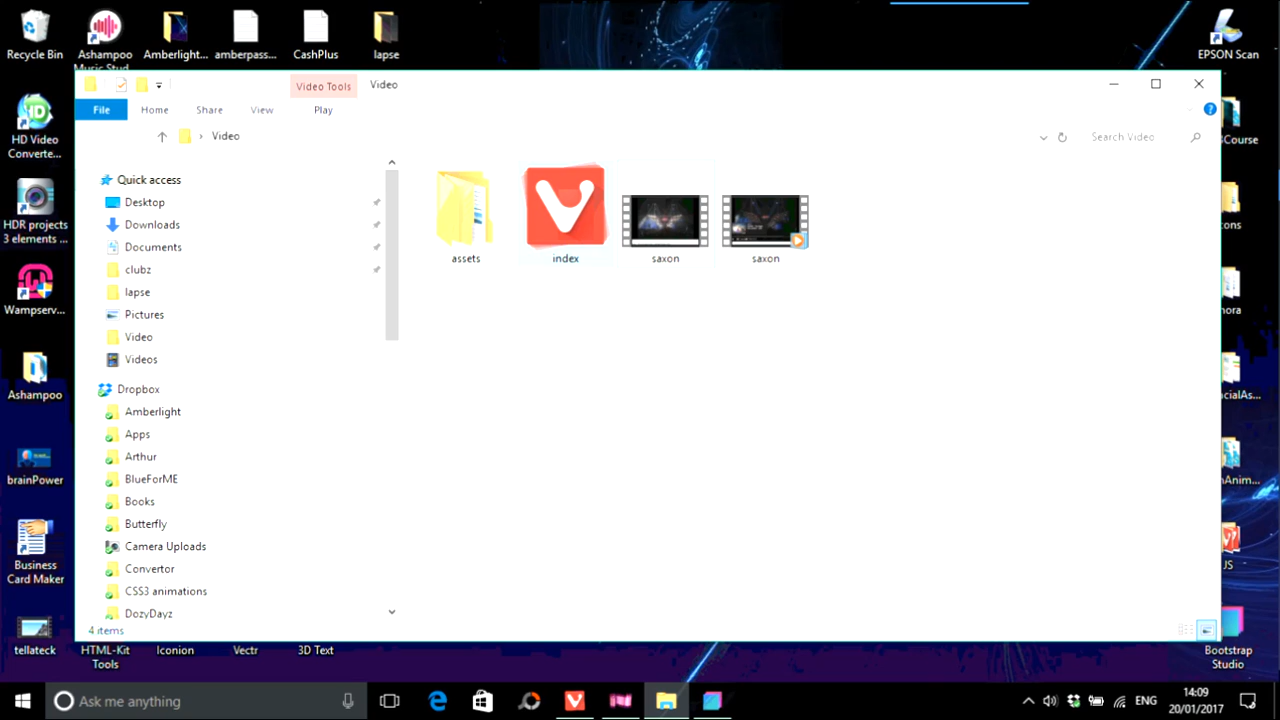 Recycle Bin
Ashampoo
Music Stud...
Amberlight...
amberpass...
CashPlus
lapse
EPSON Scan
Video Tools
Video
File
Home
Share
View
Play
Video
Search Video
HD Video
Converte...
HDR projects
3 elements ...
Wampserv...
Ashampoo
brainPower
Business
Card Maker
tellateck
Quick access
Desktop
Downloads
Documents
clubz
lapse
Pictures
Video
Videos
Dropbox
Amberlight
Apps
Arthur
BlueForME
Books
Butterfly
Camera Uploads
Convertor
CSS3 animations
DozyDayz
assets
index
saxon
saxon
4 items
HTML-Kit
Tools
Iconion
Vectr
3D Text
Bootstrap
Studio
Ask me anything
ENG
14:09
20/01/2017